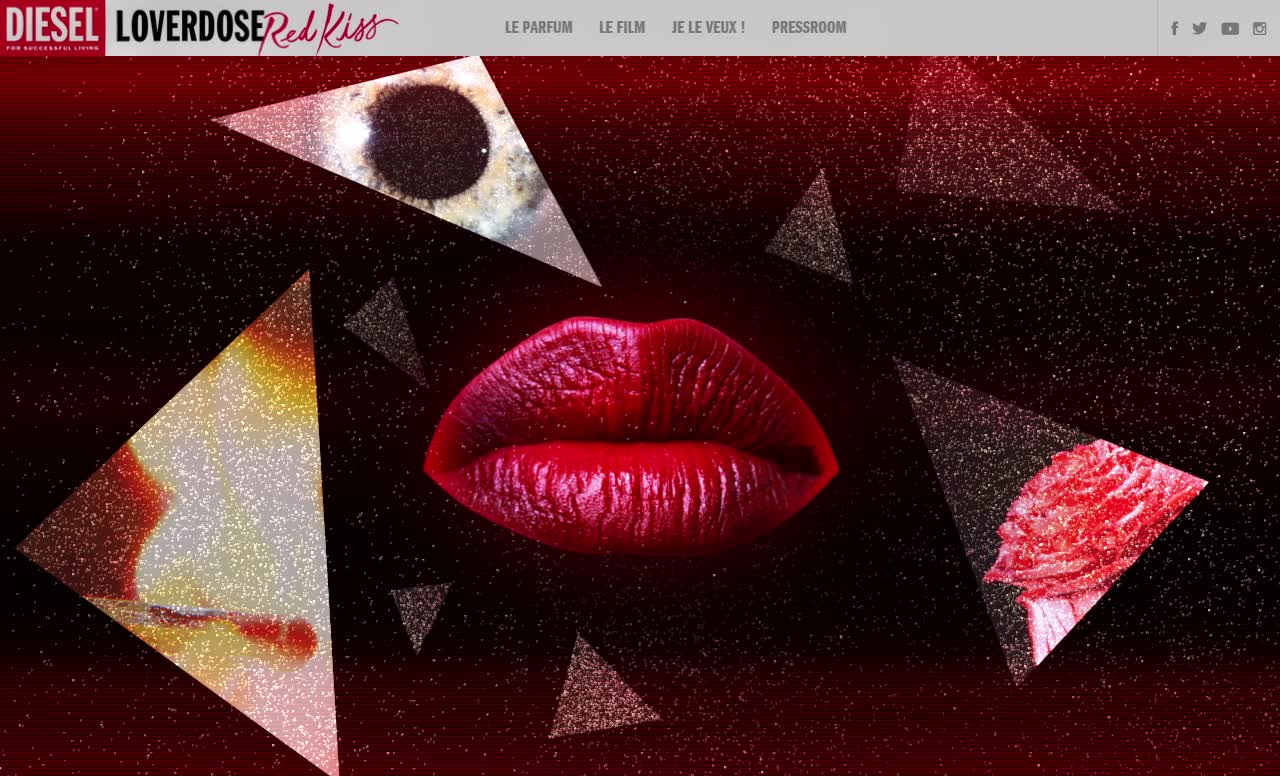 DIESEL
FOR SUCCESSFUL LIVING
LOVERDOSE Red Kiss
LE PARFUM LE FILM JE LE VEUX ! PRESSROOM